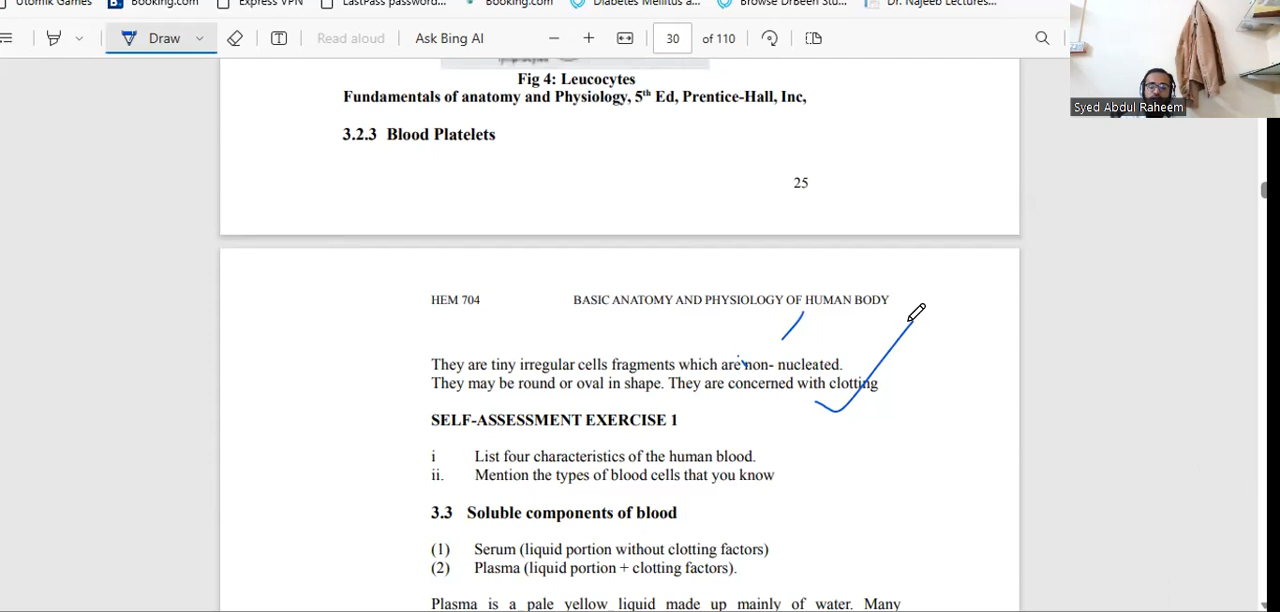 Utomik Games
Booking.com
Express VPN
LastPass password...
Booking.com
Diabetes Mellitus a...
Browse DrBeen Stu...
Dr. Najeeb Lectures...
Draw
Read aloud
Ask Bing AI
30 of 110
Syed Abdul Raheem
Fig 4: Leucocytes
Fundamentals of anatomy and Physiology, 5th Ed, Prentice-Hall, Inc,
3.2.3 Blood Platelets
25
HEM 704 BASIC ANATOMY AND PHYSIOLOGY OF HUMAN BODY
They are tiny irregular cells fragments which are non- nucleated.
They may be round or oval in shape. They are concerned with clotting
SELF-ASSESSMENT EXERCISE 1
i List four characteristics of the human blood.
ii. Mention the types of blood cells that you know
3.3 Soluble components of blood
(1) Serum (liquid portion without clotting factors)
(2) Plasma (liquid portion + clotting factors).
Plasma is a pale yellow liquid made up mainly of water. Many